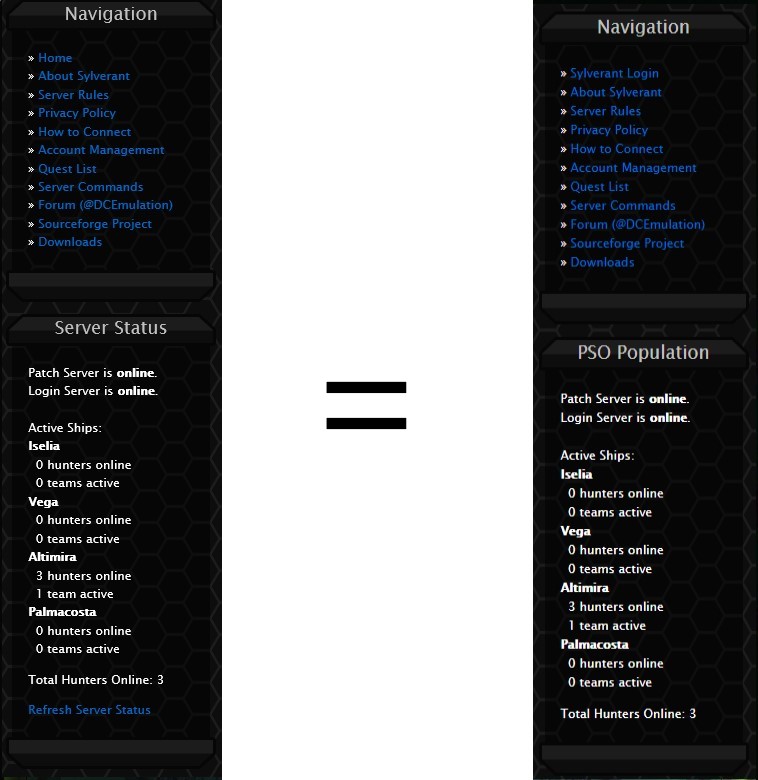 Navigation
» Home
» About Sylverant
» Server Rules
» Privacy Policy
» How to Connect
» Account Management
» Quest List
» Server Commands
» Forum (@DCEmulation)
» Sourceforge Project
» Downloads
Server Status
Patch Server is online.
Login Server is online.
Active Ships:
Iselia
0 hunters online
0 teams active
Vega
0 hunters online
0 teams active
Altimira
3 hunters online
1 team active
Palmacosta
0 hunters online
0 teams active
Total Hunters Online: 3
Refresh Server Status
=
Navigation
» Sylverant Login
» About Sylverant
» Server Rules
» Privacy Policy
» How to Connect
» Account Management
» Quest List
» Server Commands
» Forum (@DCEmulation)
» Sourceforge Project
» Downloads
PSO Population
Patch Server is online.
Login Server is online.
Active Ships:
Iselia
0 hunters online
0 teams active
Vega
0 hunters online
0 teams active
Altimira
3 hunters online
1 team active
Palmacosta
0 hunters online
0 teams active
Total Hunters Online: 3